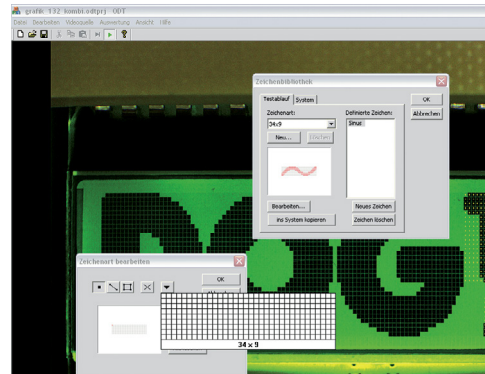 grafik_132_kombi.odtprj - ODT
Datei Bearbeiten Videoquelle Auswertung Ansicht Hilfe
Zeichenbibliothek
Testablauf System
Zeichenart:
34x9
Neu... Löschen
Definierte Zeichen:
Sinus
OK
Abbrechen
Bearbeiten...
ins System kopieren
Neues Zeichen
Zeichen löschen
Zeichenart bearbeiten
OK
34 x 9